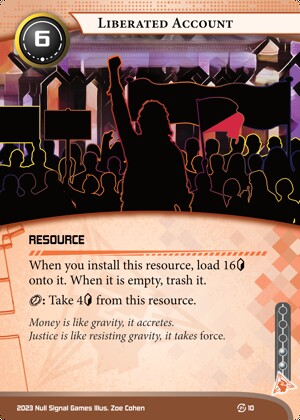 6
LIBERATED ACCOUNT
RESOURCE
When you install this resource, load 16
onto it. When it is empty, trash it.
: Take 4 from this resource.
Money is like gravity, it accretes.
Justice is like resisting gravity, it takes force.
2023 Null Signal Games Illus. Zoe Cohen
10